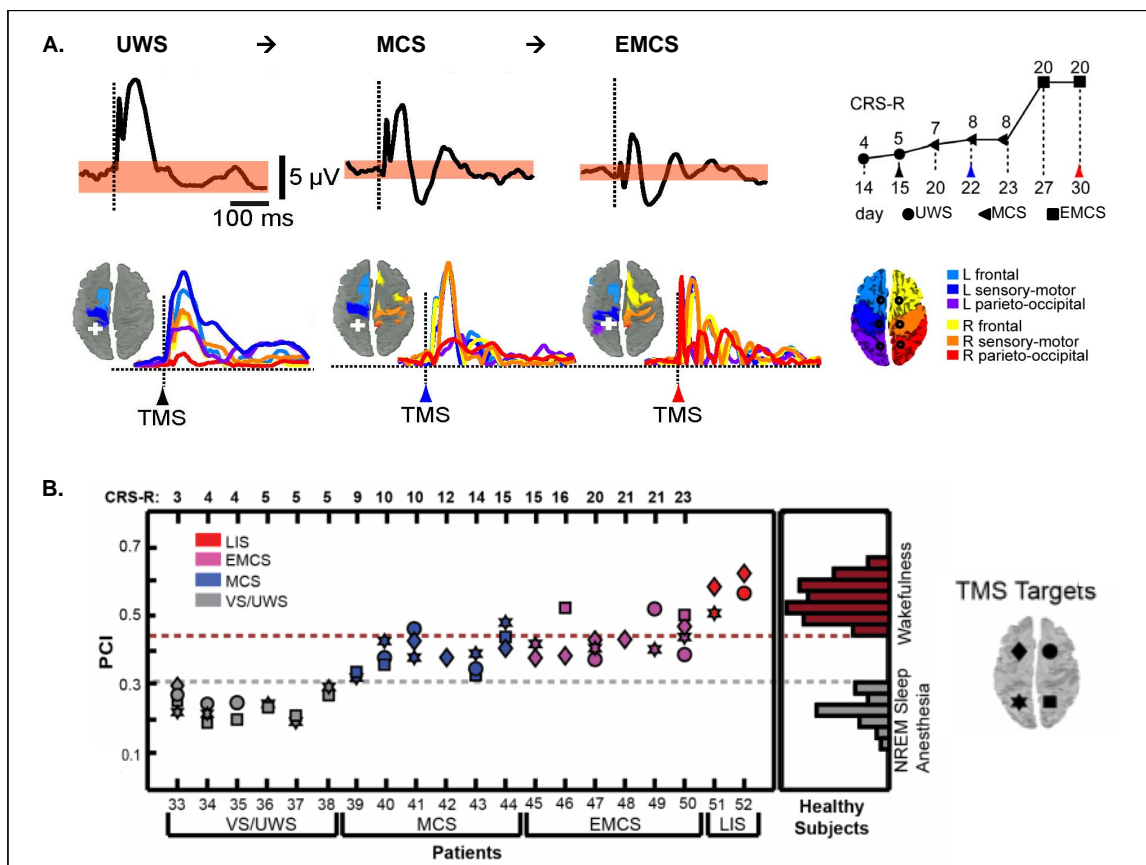 A. UWS → MCS → EMCS
5 µV
100 ms
CRS-R
4 5 7 8 8 20 20
14 15 20 22 23 27 30
day UWS MCS EMCS
TMS
TMS
TMS
L frontal
L sensory-motor
L parieto-occipital
R frontal
R sensory-motor
R parieto-occipital
B.
CRS-R: 3 4 4 5 5 5 9 10 10 12 14 15 15 16 20 21 21 23
PCI
0.7
0.5
0.3
0.1
LIS
EMCS
MCS
VS/UWS
33 34 35 36 37 38 39 40 41 42 43 44 45 46 47 48 49 50 51 52
VS/UWS MCS EMCS LIS
Patients
Wakefulness
NREM Sleep
Anesthesia
Healthy
Subjects
TMS Targets